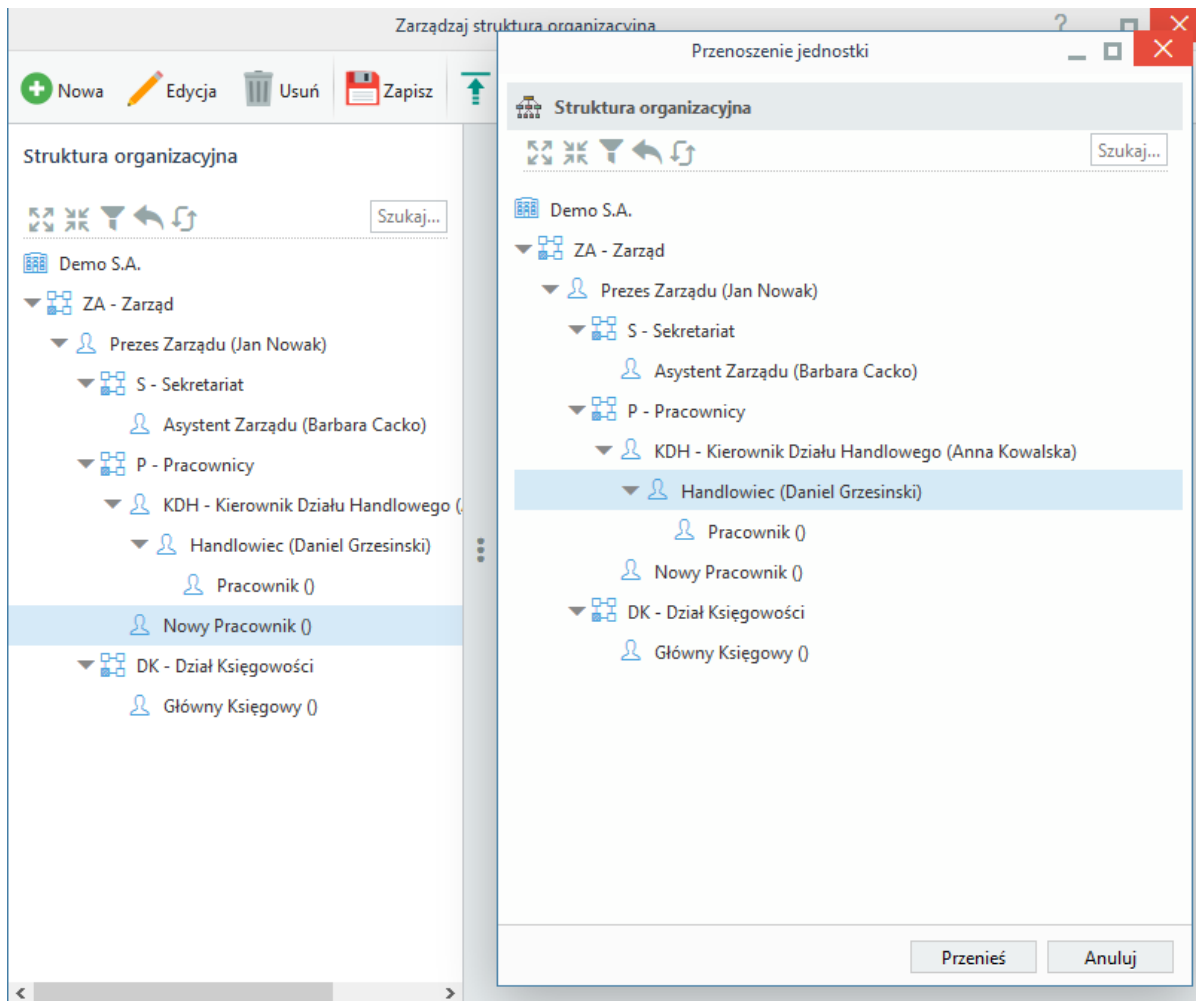 Zarządzaj struktura organizacyjna
Nowa Edycja Usuń Zapisz
Struktura organizacyjna
Szukaj...
Demo S.A.
ZA - Zarząd
Prezes Zarządu (Jan Nowak)
S - Sekretariat
Asystent Zarządu (Barbara Cacko)
P - Pracownicy
KDH - Kierownik Działu Handlowego (
Handlowiec (Daniel Grzesinski)
Pracownik ()
Nowy Pracownik ()
DK - Dział Księgowości
Główny Księgowy ()
Przenoszenie jednostki
Struktura organizacyjna
Szukaj...
Demo S.A.
ZA - Zarząd
Prezes Zarządu (Jan Nowak)
S - Sekretariat
Asystent Zarządu (Barbara Cacko)
P - Pracownicy
KDH - Kierownik Działu Handlowego (Anna Kowalska)
Handlowiec (Daniel Grzesinski)
Pracownik ()
Nowy Pracownik ()
DK - Dział Księgowości
Główny Księgowy ()
Przenieś Anuluj